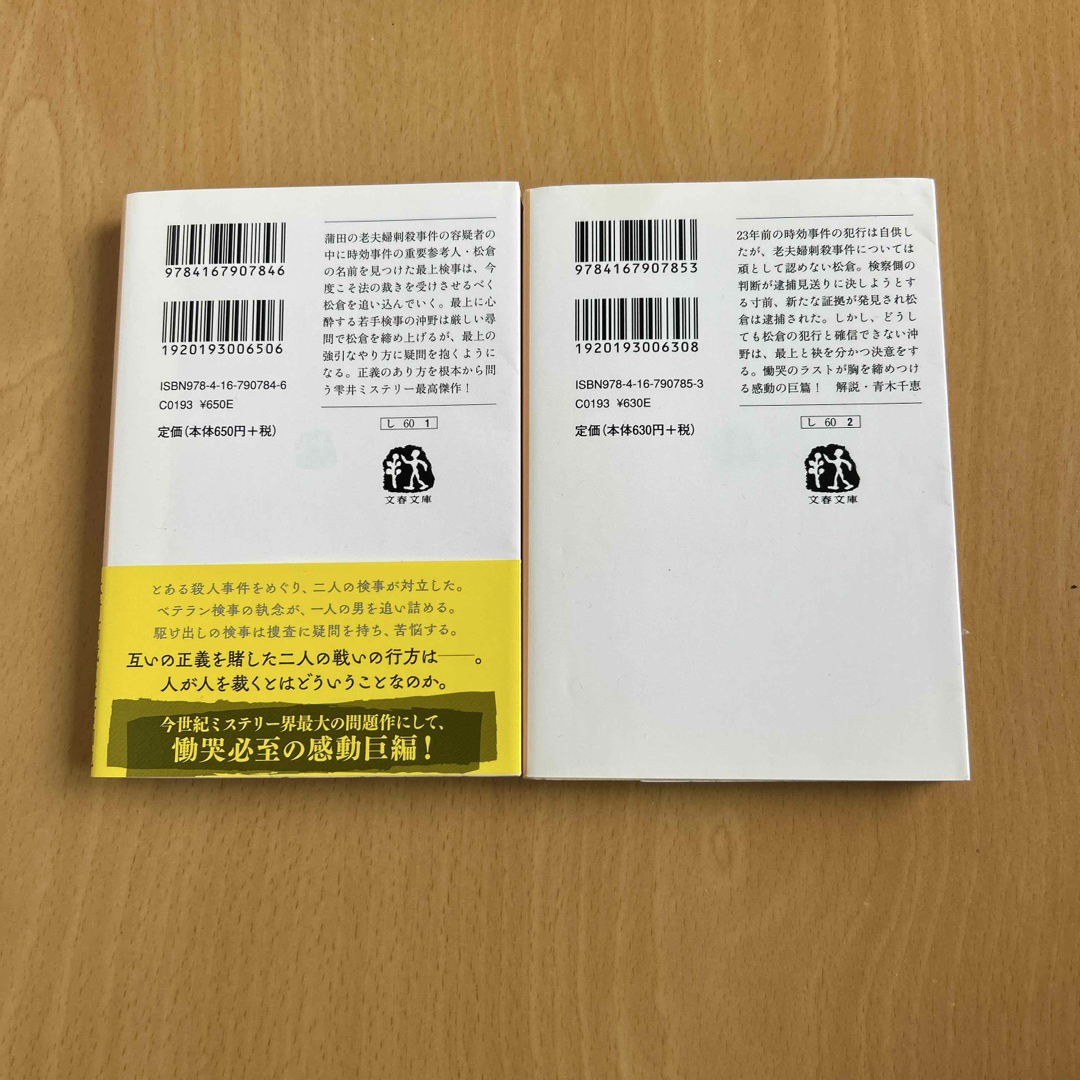 9784167907846
1920193006506
ISBN978-4-16-790784-6
C0193 ¥650E
定価(本体650円+税)
蒲田の老夫婦刺殺事件の容疑者の
中に時効事件の重要参考人・松倉
の名前を見つけた最上検事は、今
度こそ法の裁きを受けさせるべく
松倉を追い込んでいく。最上に心
酔する若手検事の沖野は厳しい尋
問で松倉を締め上げるが、最上の
強引なやり方に疑問を抱くように
なる。正義のあり方を根本から問
う雫井ミステリー最高傑作!
し 60 1
文春文庫
とある殺人事件をめぐり、二人の検事が対立した。
ベテラン検事の執念が、一人の男を追い詰める。
駆け出しの検事は捜査に疑問を持ち、苦悩する。
互いの正義を賭した二人の戦いの行方は——。
人が人を裁くとはどういうことなのか。
今世紀ミステリー界最大の問題作にして、
慟哭必至の感動巨編!
9784167907853
1920193006308
ISBN978-4-16-790785-3
C0193 ¥630E
定価(本体630円+税)
23年前の時効事件の犯行は自供し
たが、老夫婦刺殺事件については
頑として認めない松倉。検察側の
判断が逮捕見送りに決しようとす
る寸前、新たな証拠が発見され松
倉は逮捕された。しかし、どうし
ても松倉の犯行と確信できない沖
野は、最上と袂を分かつ決意をす
る。慟哭のラストが胸を締めつけ
る感動の巨篇! 解説・青木千恵
し 60 2
文春文庫